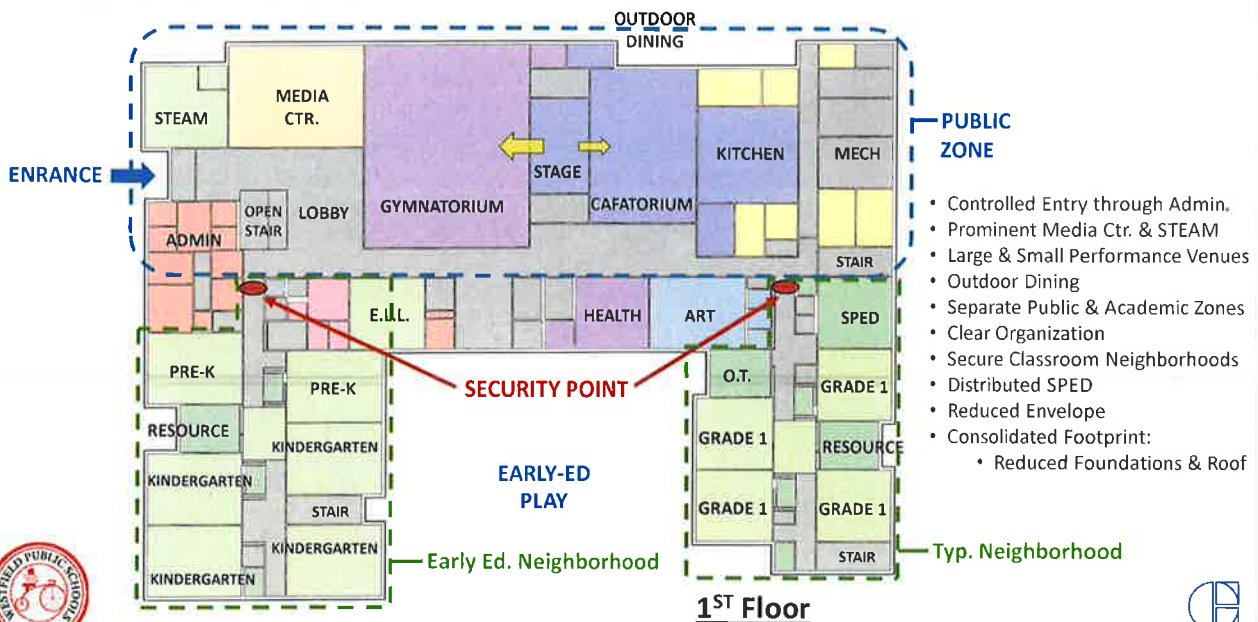 OUTDOOR
DINING
STEAM
MEDIA
CTR.
ENRANCE
GYMNATORIUM
STAGE
CAFATORIUM
KITCHEN
MECH
PUBLIC
ZONE
OPEN
STAIR
LOBBY
ADMIN
STAIR
E.L.L.
HEALTH
ART
SPED
PRE-K
PRE-K
SECURITY POINT
O.T.
GRADE 1
RESOURCE
KINDERGARTEN
GRADE 1
RESOURCE
KINDERGARTEN
EARLY-ED
PLAY
STAIR
GRADE 1
GRADE 1
KINDERGARTEN
KINDERGARTEN
STAIR
Early Ed. Neighborhood
Typ. Neighborhood
1ST Floor
• Controlled Entry through Admin.
• Prominent Media Ctr. & STEAM
• Large & Small Performance Venues
• Outdoor Dining
• Separate Public & Academic Zones
• Clear Organization
• Secure Classroom Neighborhoods
• Distributed SPED
• Reduced Envelope
• Consolidated Footprint:
• Reduced Foundations & Roof
WESTFIELD PUBLIC SCHOOLS